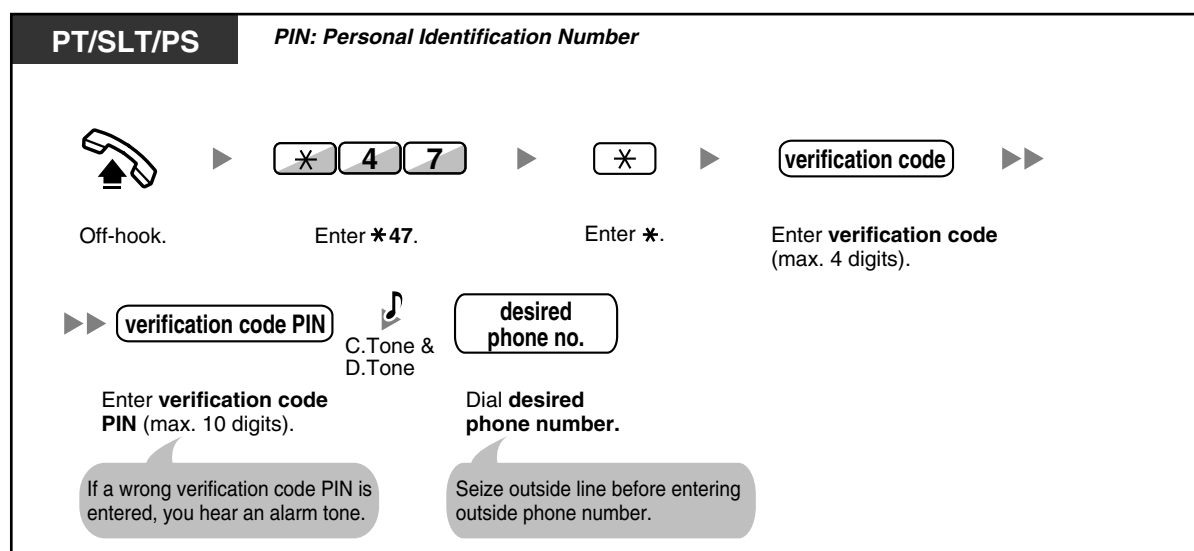 PT/SLT/PS
PIN: Personal Identification Number
* 4 7
*
verification code
Off-hook.
Enter *47.
Enter *.
Enter verification code
(max. 4 digits).
verification code PIN
C.Tone &
D.Tone
desired
phone no.
Enter verification code
PIN (max. 10 digits).
Dial desired
phone number.
If a wrong verification code PIN is
entered, you hear an alarm tone.
Seize outside line before entering
outside phone number.